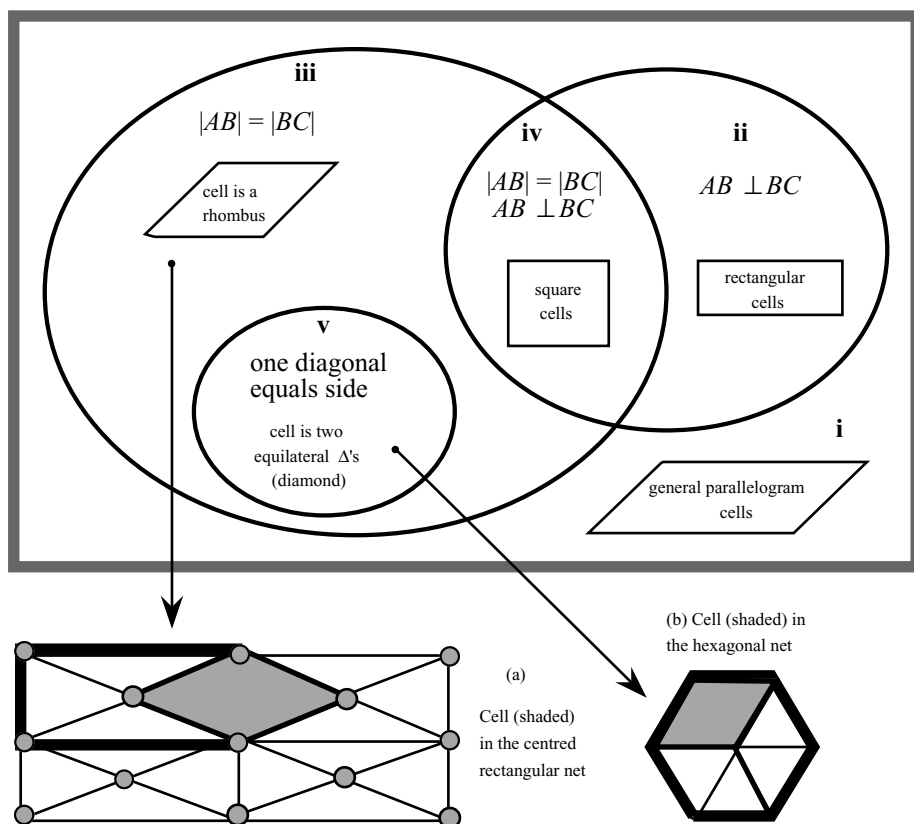 iii
|AB| = |BC|
cell is a
rhombus
iv
|AB| = |BC|
AB ⊥BC
square
cells
ii
AB ⊥BC
rectangular
cells
v
one diagonal
equals side
cell is two
equilateral Δ's
(diamond)
i
general parallelogram
cells
(a)
Cell (shaded)
in the centred
rectangular net
(b) Cell (shaded) in
the hexagonal net